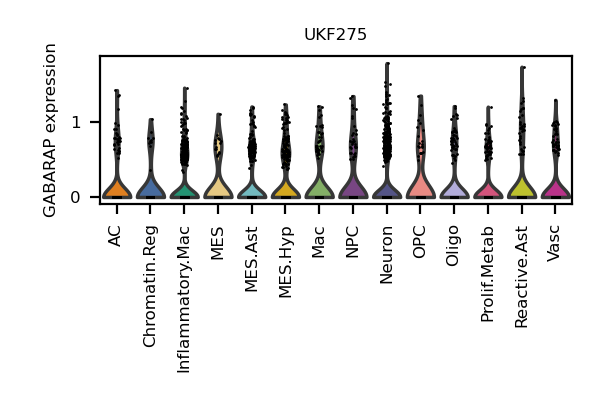 UKF275
GABARAP expression
1
0
AC
Chromatin.Reg
Inflammatory.Mac
MES
MES.Ast
MES.Hyp
Mac
NPC
Neuron
OPC
Oligo
Prolif.Metab
Reactive.Ast
Vasc